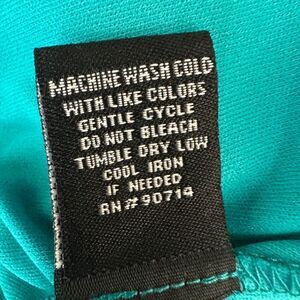 MACHINE WASH COLD
WITH LIKE COLORS
GENTLE CYCLE
DO NOT BLEACH
TUMBLE DRY LOW
COOL IRON
IF NEEDED
RN#90714